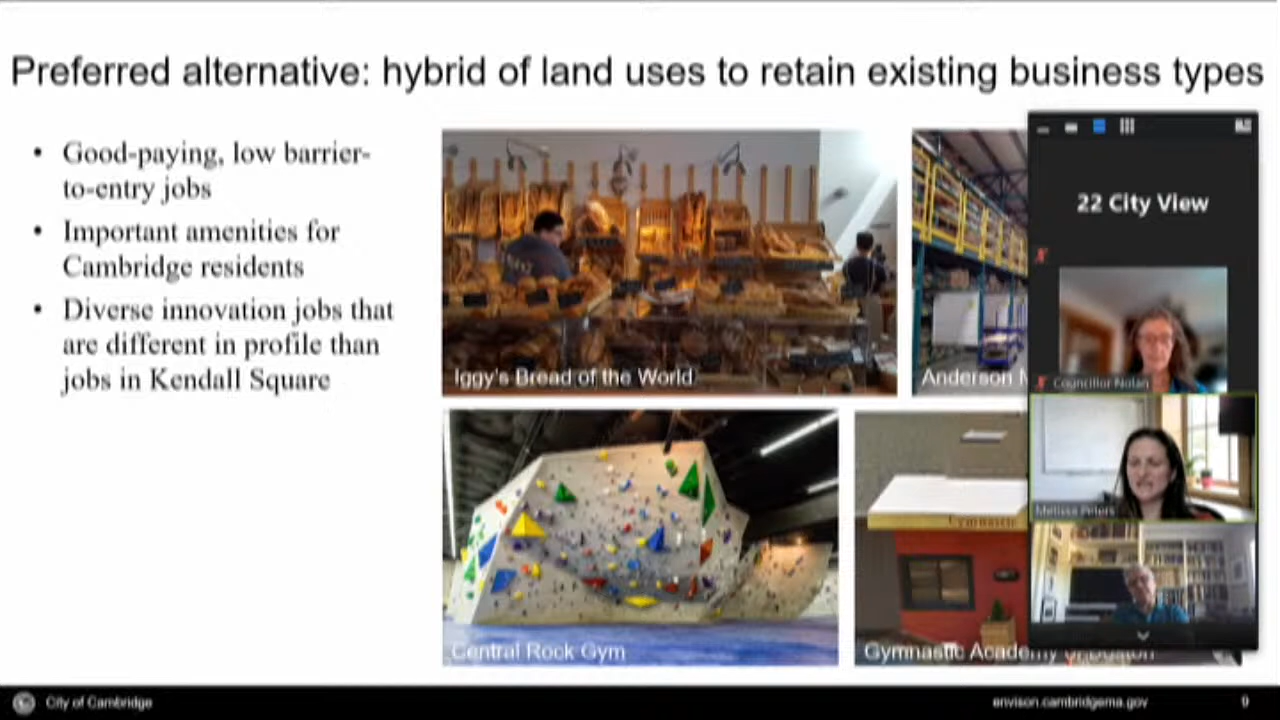 Preferred alternative: hybrid of land uses to retain existing business types
• Good-paying, low barrier-
to-entry jobs
• Important amenities for
Cambridge residents
• Diverse innovation jobs that
are different in profile than
jobs in Kendall Square
Iggy's Bread of the World
Anderson
22 City View
Councillor Nolan
Melissa Peters
Central Rock Gym
Gymnastic
Gymnastic Academy of Boston
City of Cambridge
envison.cambridgema.gov
9